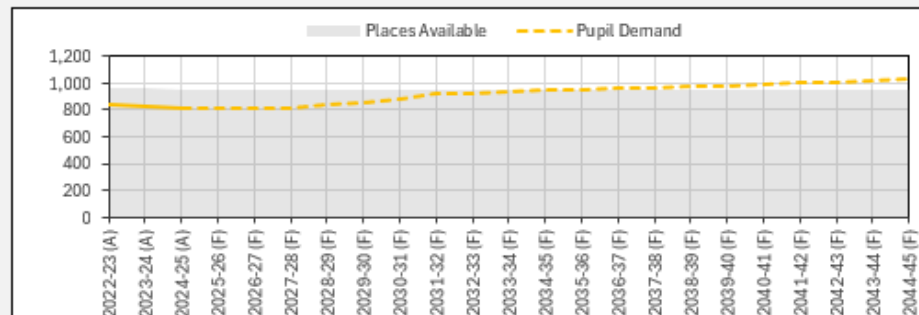 Places Available Pupil Demand
1,200
1,000
800
600
400
200
0
2022-23 (A)
2023-24 (A)
2024-25 (A)
2025-26 (F)
2026-27 (F)
2027-28 (F)
2028-29 (F)
2029-30 (F)
2030-31 (F)
2031-32 (F)
2032-33 (F)
2033-34 (F)
2034-35 (F)
2035-36 (F)
2036-37 (F)
2037-38 (F)
2038-39 (F)
2039-40 (F)
2040-41 (F)
2041-42 (F)
2042-43 (F)
2043-44 (F)
2044-45 (F)